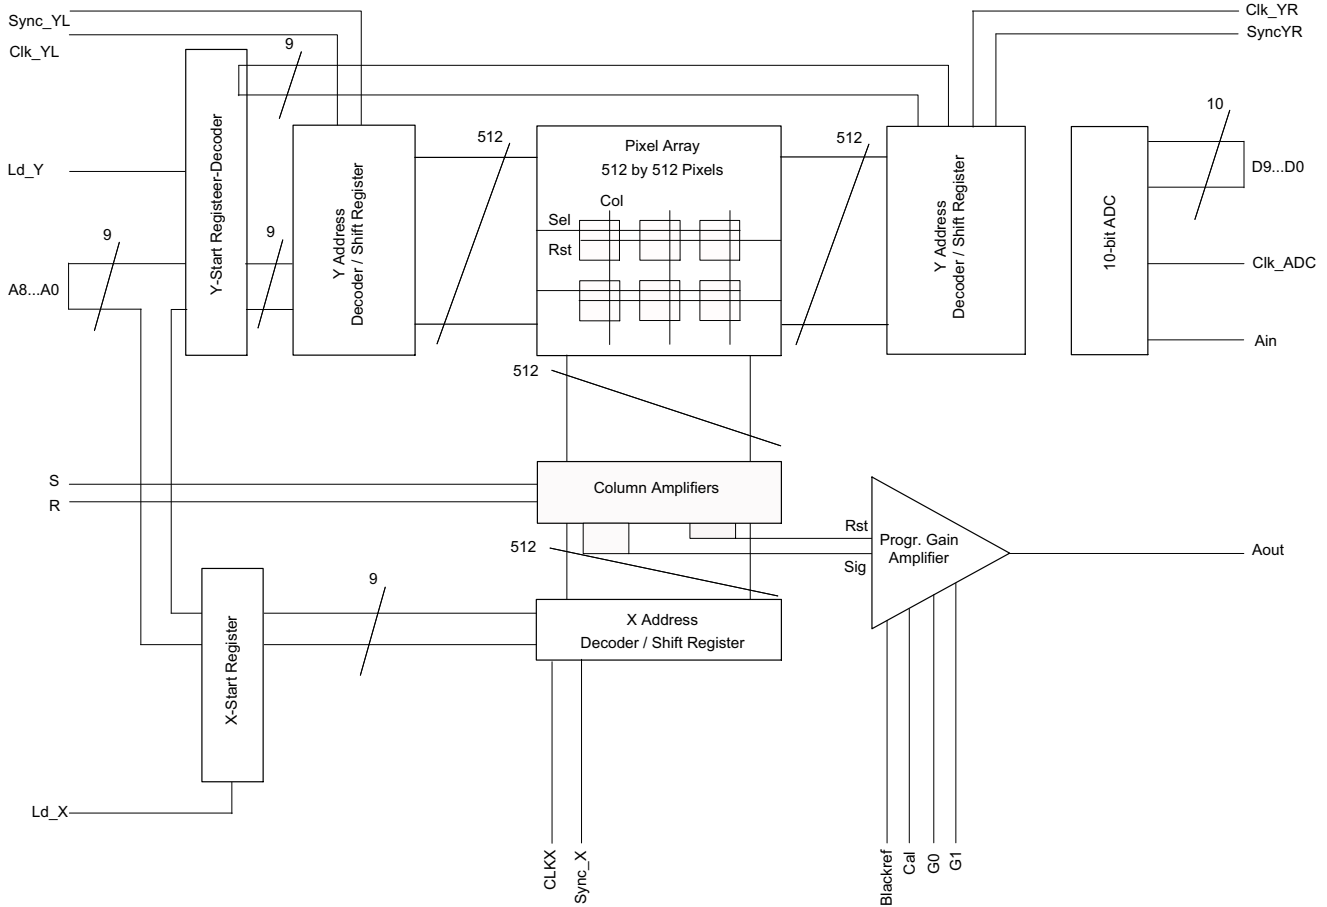 Sync_YL
Clk_YL
Clk_YR
SyncYR
9
Ld_Y
A8...A0
9
Y-Start Registeer-Decoder
9
Y Address
Decoder / Shift Register
512
Pixel Array
512 by 512 Pixels
Col
Sel
Rst
512
Y Address
Decoder / Shift Register
10-bit ADC
10
D9...D0
Clk_ADC
Ain
512
S
R
Column Amplifiers
512
Rst
Sig
Progr. Gain
Amplifier
Aout
9
X-Start Register
X Address
Decoder / Shift Register
Ld_X
CLKX
Sync_X
Blackref
Cal
G0
G1